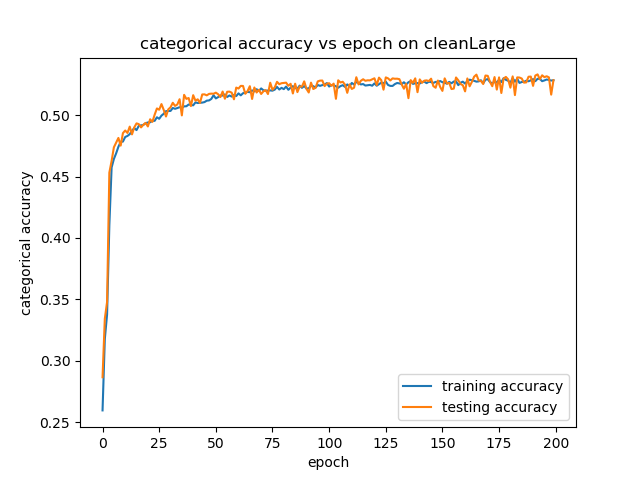 categorical accuracy vs epoch on cleanLarge
categorical accuracy
0.50
0.45
0.40
0.35
0.30
0.25
training accuracy
testing accuracy
0 25 50 75 100 125 150 175 200
epoch